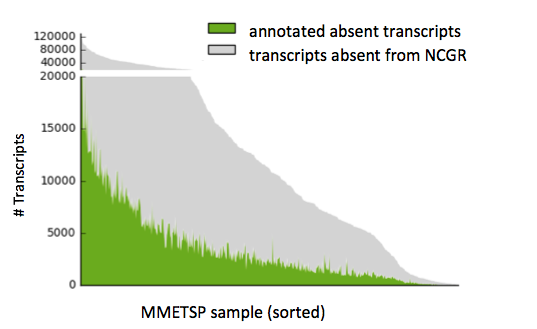 annotated absent transcripts
transcripts absent from NCGR
120000
80000
40000
20000
15000
10000
5000
0
# Transcripts
MMETSP sample (sorted)